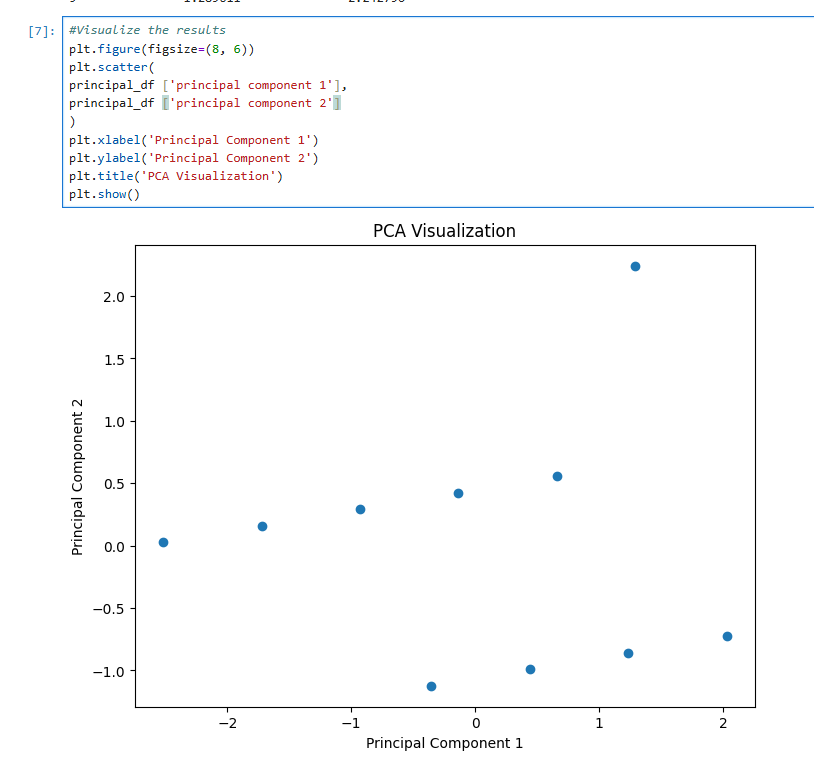 [7]: #Visualize the results
plt.figure(figsize=(8, 6))
plt.scatter(
principal_df ['principal component 1'],
principal_df ['principal component 2']
)
plt.xlabel('Principal Component 1')
plt.ylabel('Principal Component 2')
plt.title('PCA Visualization')
plt.show()
PCA Visualization
2.0
1.5
1.0
0.5
0.0
−0.5
−1.0
Principal Component 2
−2 −1 0 1 2
Principal Component 1